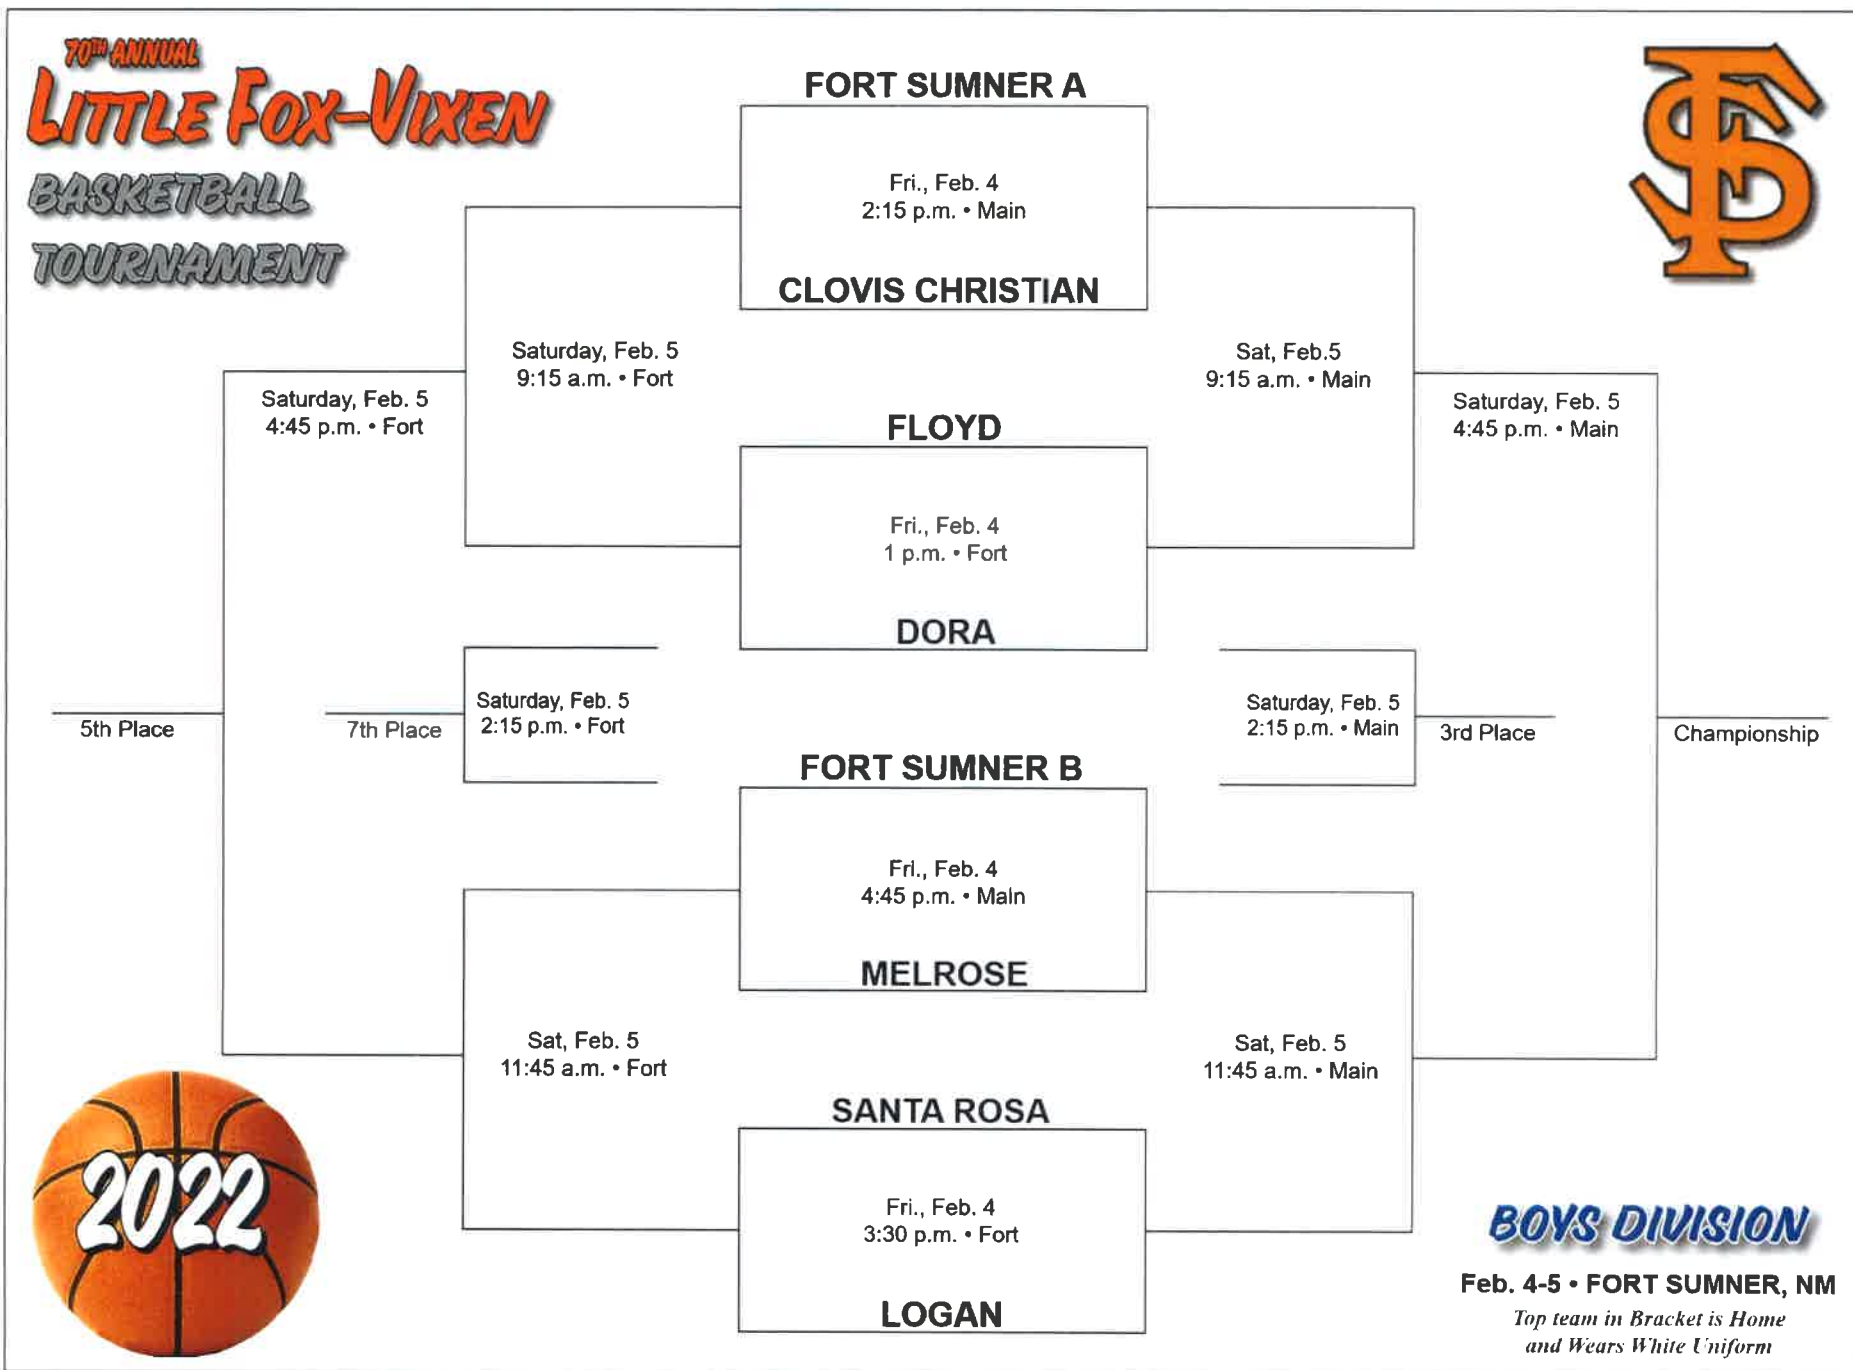 70TH ANNUAL
LITTLE FOX-VIXEN
BASKETBALL
TOURNAMENT
FS
FORT SUMNER A
Fri., Feb. 4
2:15 p.m. • Main
CLOVIS CHRISTIAN
Saturday, Feb. 5
9:15 a.m. • Fort
Sat, Feb.5
9:15 a.m. • Main
Saturday, Feb. 5
4:45 p.m. • Fort
Saturday, Feb. 5
4:45 p.m. • Main
FLOYD
Fri., Feb. 4
1 p.m. • Fort
DORA
5th Place
7th Place
Saturday, Feb. 5
2:15 p.m. • Fort
Saturday, Feb. 5
2:15 p.m. • Main
3rd Place
Championship
FORT SUMNER B
Fri., Feb. 4
4:45 p.m. • Main
MELROSE
Sat, Feb. 5
11:45 a.m. • Fort
Sat, Feb. 5
11:45 a.m. • Main
SANTA ROSA
Fri., Feb. 4
3:30 p.m. • Fort
LOGAN
2022
BOYS DIVISION
Feb. 4-5 • FORT SUMNER, NM
Top team in Bracket is Home
and Wears White Uniform